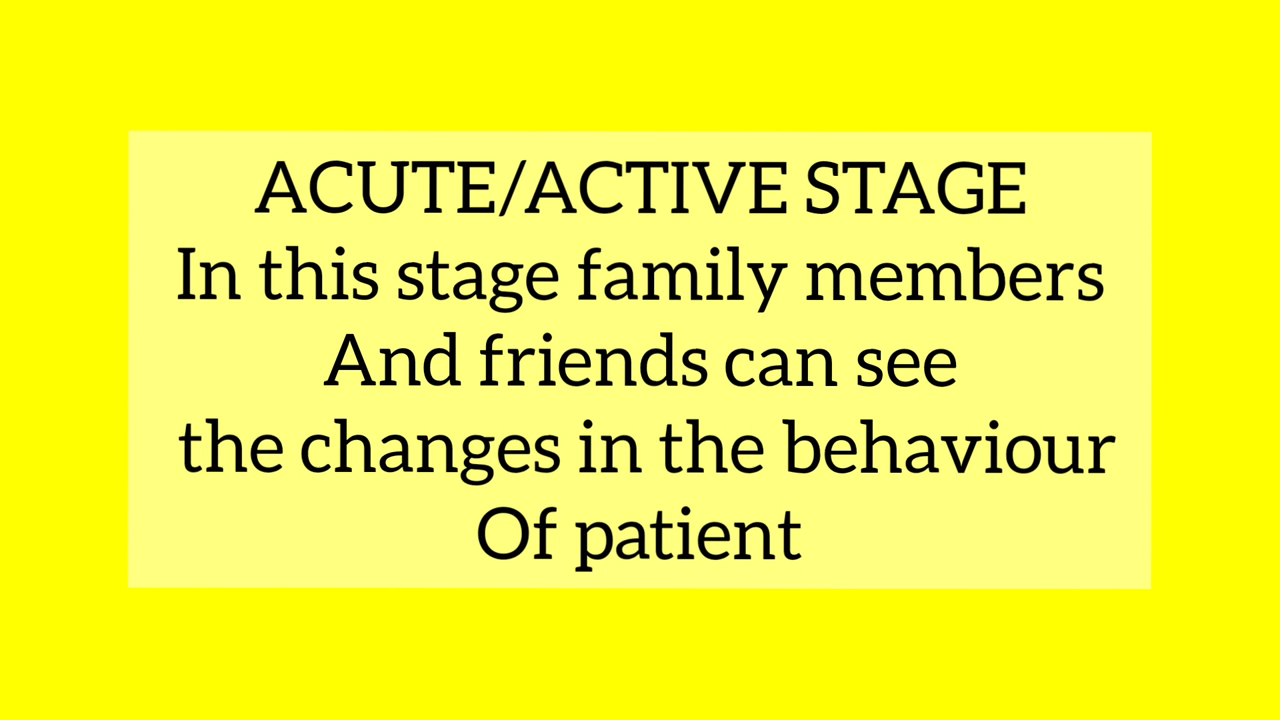 ACUTE/ACTIVE STAGE
In this stage family members
And friends can see
the changes in the behaviour
Of patient